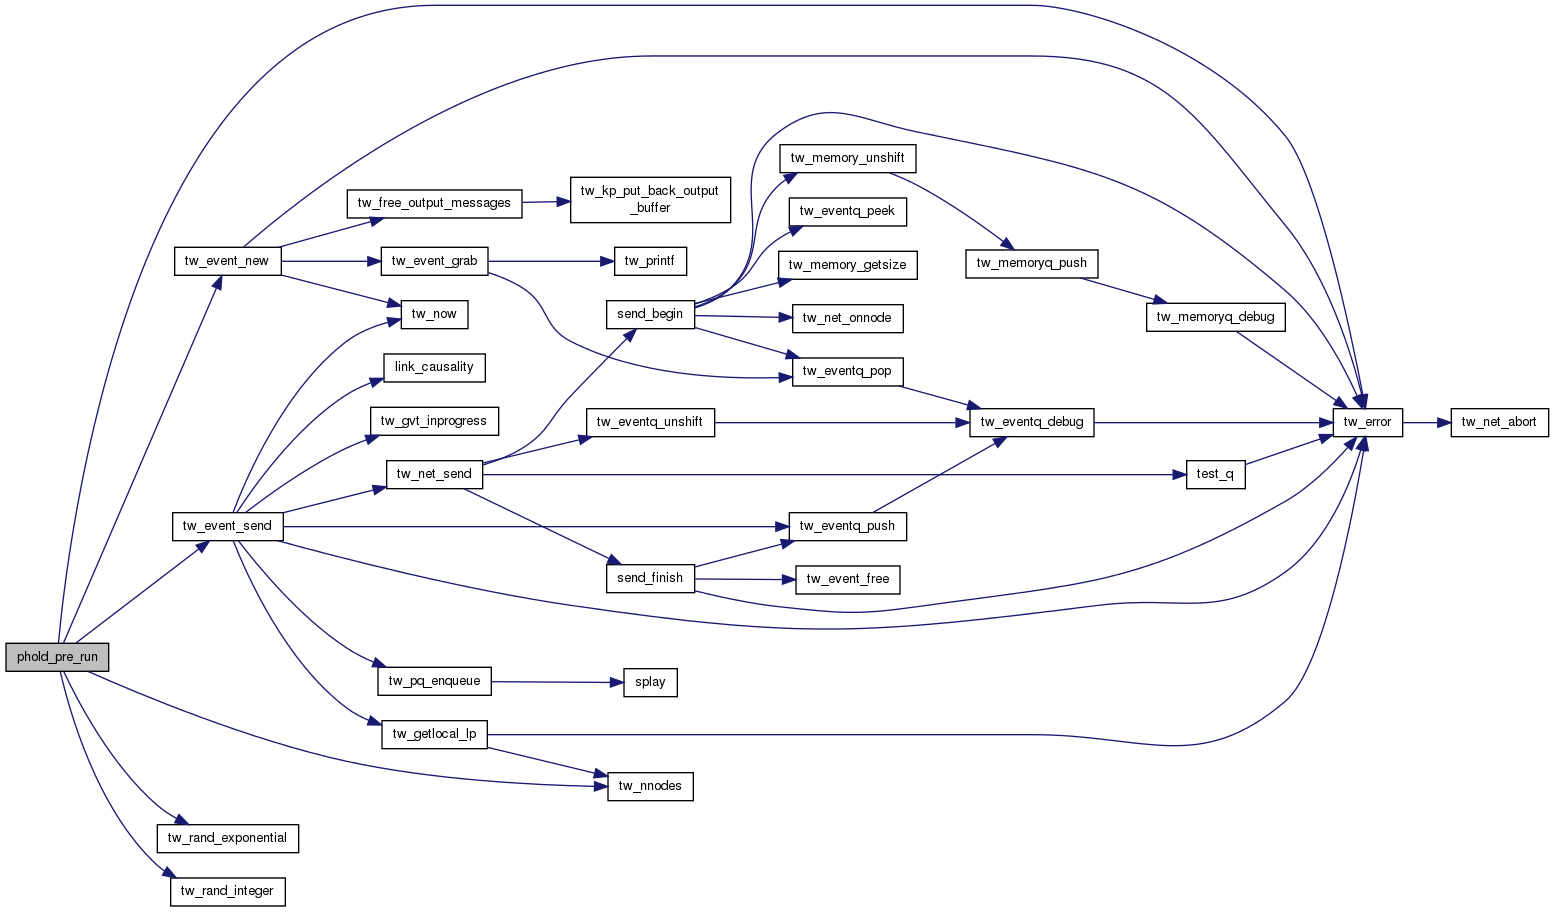 tw_memory_unshift
tw_free_output_messages
tw_kp_put_back_output
_buffer
tw_eventq_peek
tw_event_new
tw_event_grab
tw_printf
tw_memory_getsize
tw_memoryq_push
tw_now
send_begin
tw_net_onnode
tw_memoryq_debug
link_causality
tw_eventq_pop
tw_gvt_inprogress
tw_eventq_unshift
tw_eventq_debug
tw_error
tw_net_abort
tw_net_send
test_q
tw_event_send
tw_eventq_push
send_finish
tw_event_free
phold_pre_run
tw_pq_enqueue
splay
tw_getlocal_lp
tw_nnodes
tw_rand_exponential
tw_rand_integer